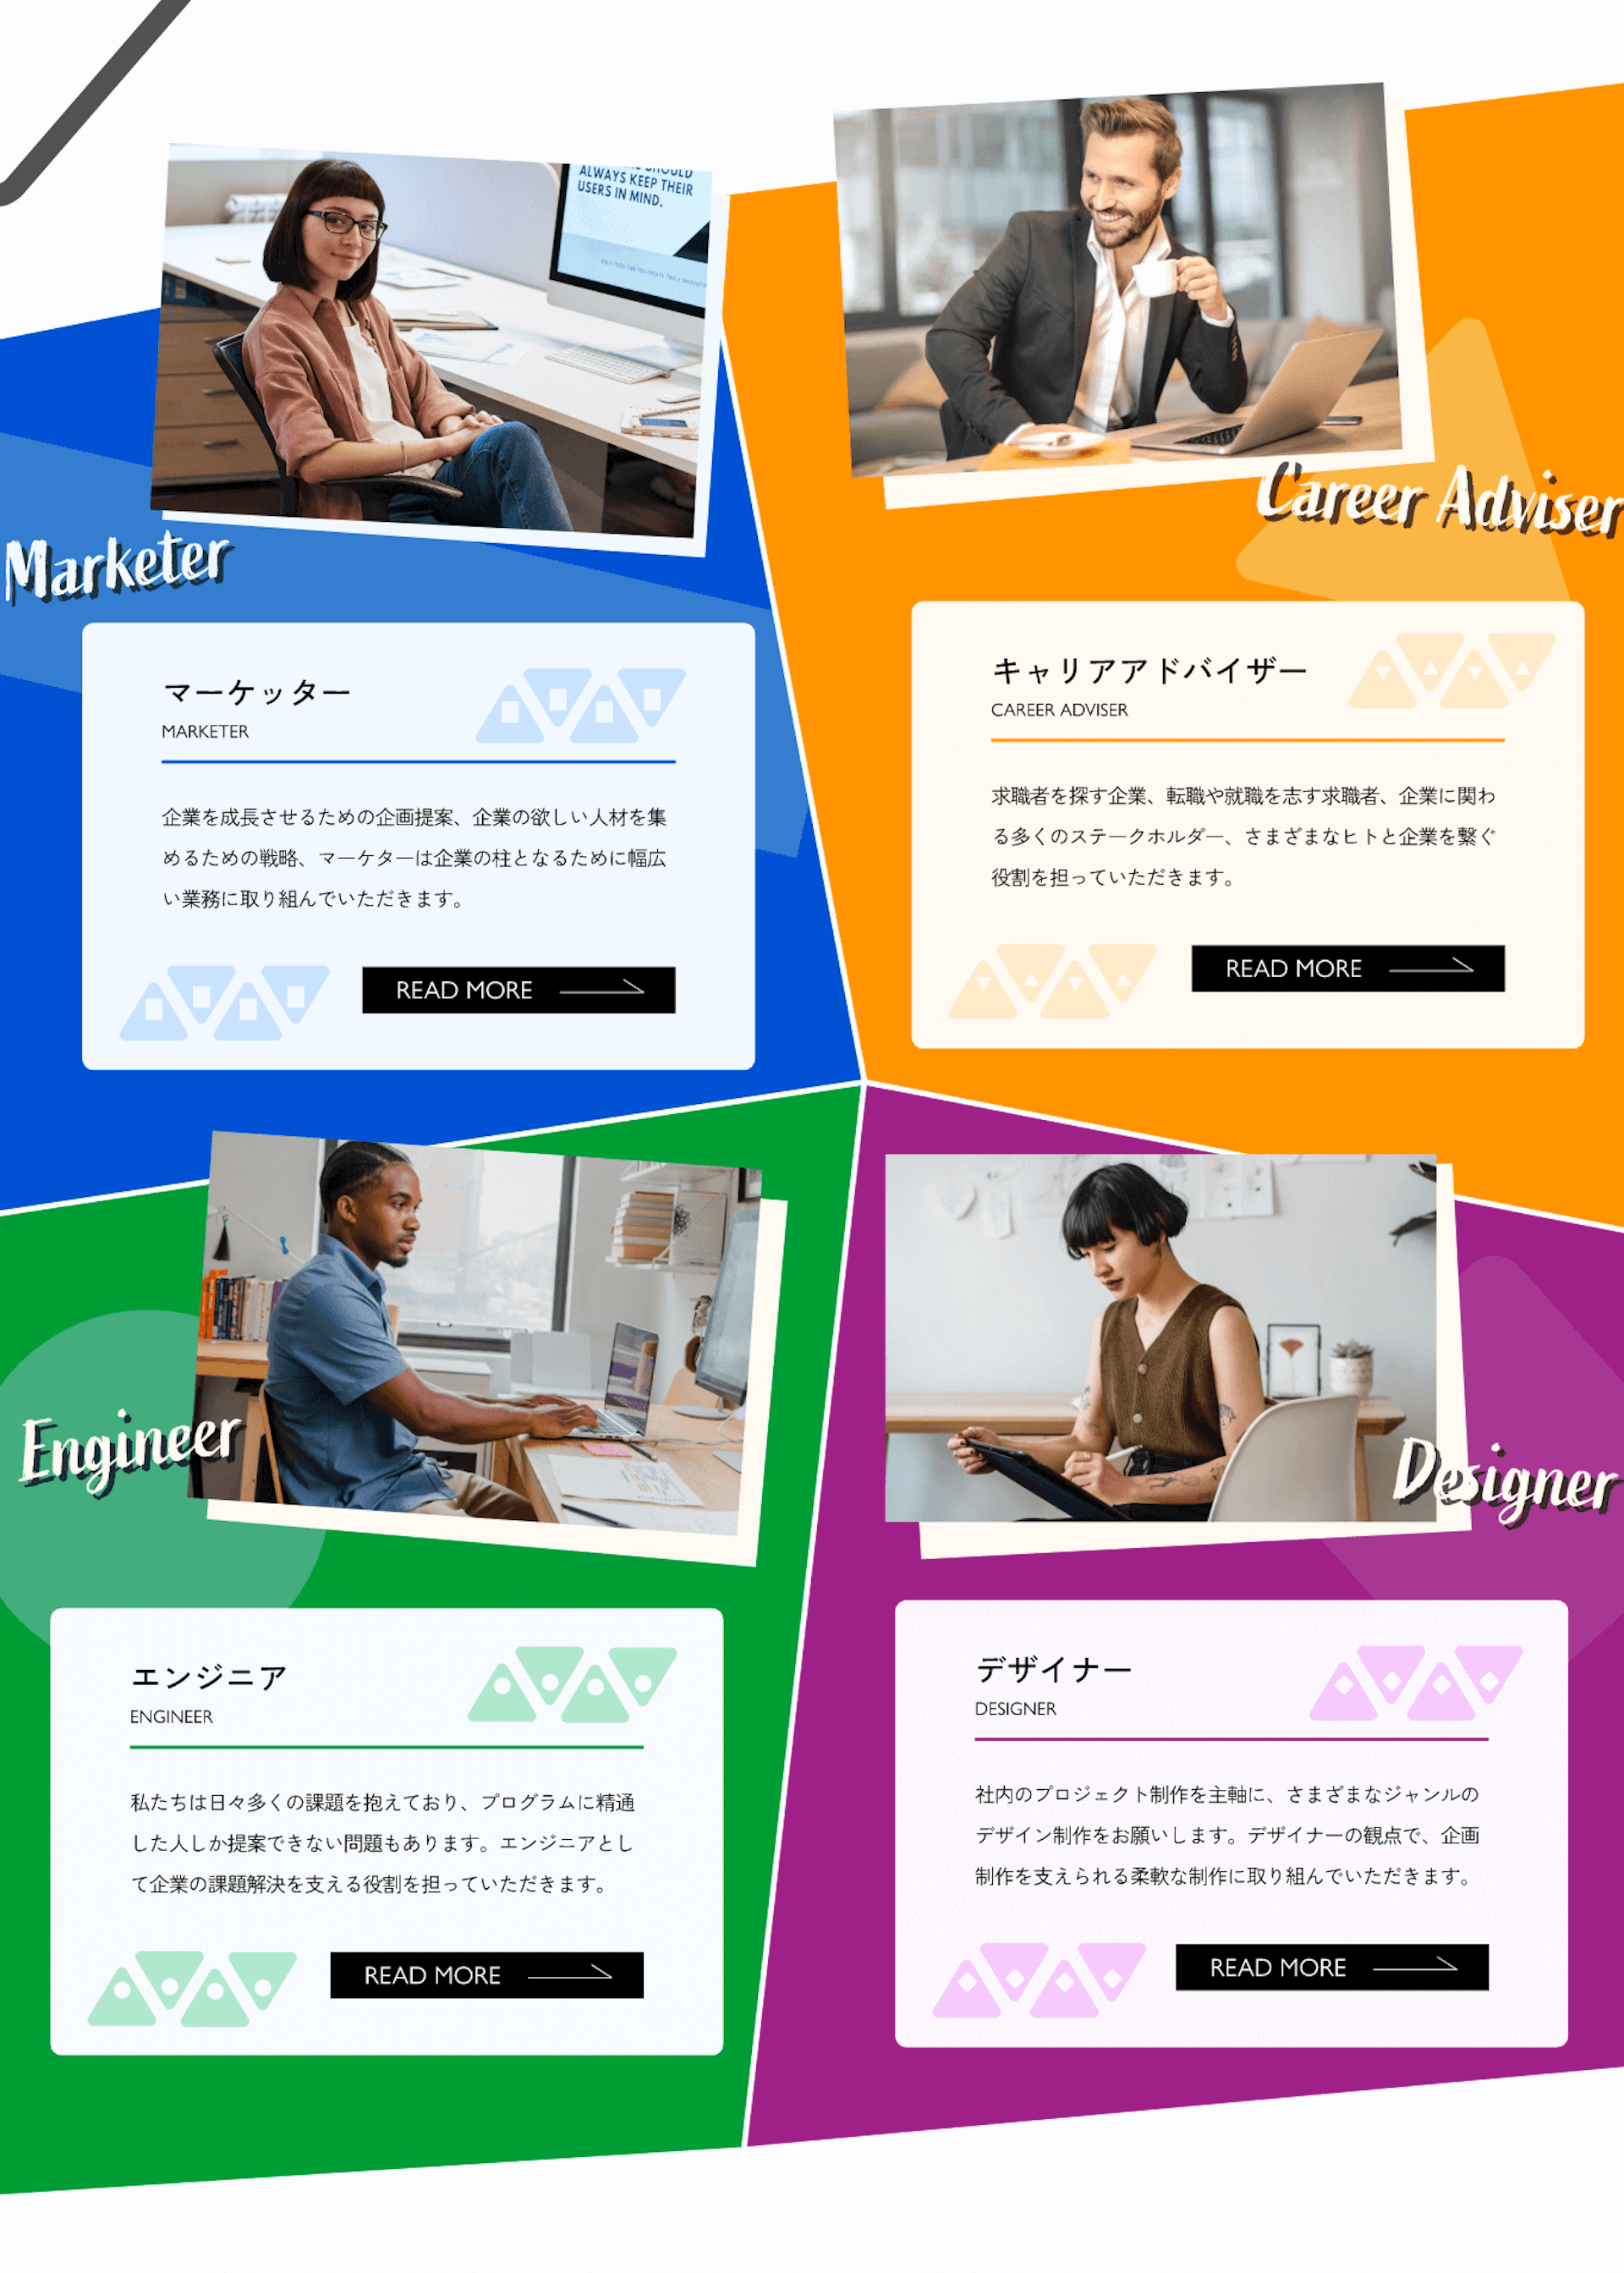 ALWAYS KEEP THEIR
USERS IN MIND.
Marketer
マーケッター
MARKETER
企業を成長させるための企画提案、企業の欲しい人材を集
めるための戦略、マーケターは企業の柱となるために幅広
い業務に取り組んでいただきます。
READ MORE
Career Adviser
キャリアアドバイザー
CAREER ADVISER
求職者を探す企業、転職や就職を志す求職者、企業に関わ
る多くのステークホルダー、さまざまなヒトと企業を繋ぐ
役割を担っていただきます。
READ MORE
Engineer
エンジニア
ENGINEER
私たちは日々多くの課題を抱えており、プログラムに精通
した人しか提案できない問題もあります。エンジニアとし
て企業の課題解決を支える役割を担っていただきます。
READ MORE
Designer
デザイナー
DESIGNER
社内のプロジェクト制作を主軸に、さまざまなジャンルの
デザイン制作をお願いします。デザイナーの観点で、企画
制作を支えられる柔軟な制作に取り組んでいただきます。
READ MORE